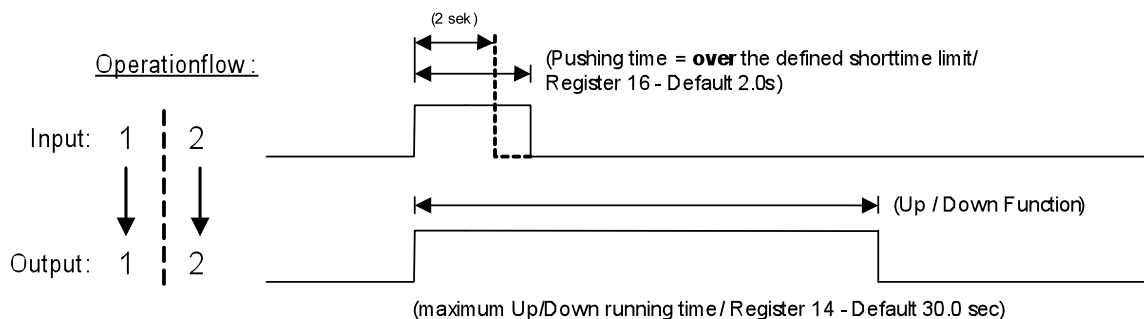 (2 sek)
Operationflow :
(Pushing time = over the defined shorttime limit/
Register 16 - Default 2.0s)
Input: 1 2
(Up / Down Function)
Output: 1 2
(maximum Up/Down running time / Register 14 - Default 30.0 sec)